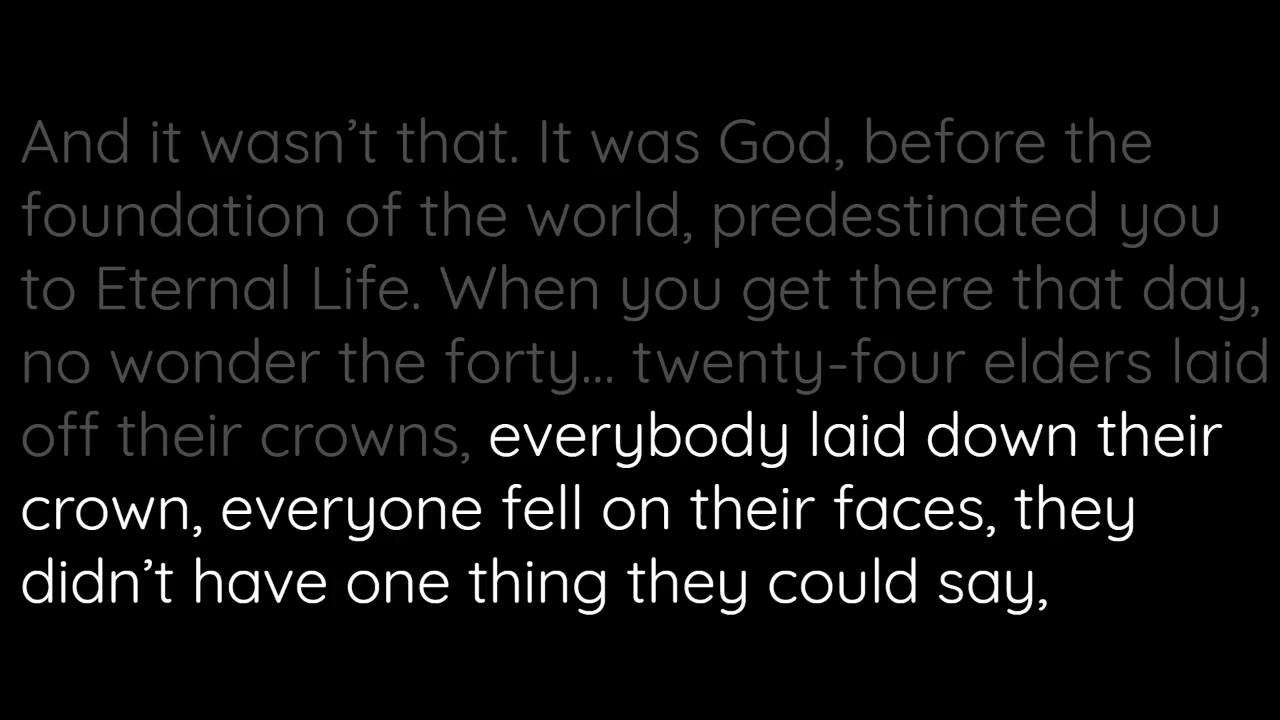 And it wasn’t that. It was God, before the
foundation of the world, predestinated you
to Eternal Life. When you get there that day,
no wonder the forty... twenty-four elders laid
off their crowns, everybody laid down their
crown, everyone fell on their faces, they
didn’t have one thing they could say,